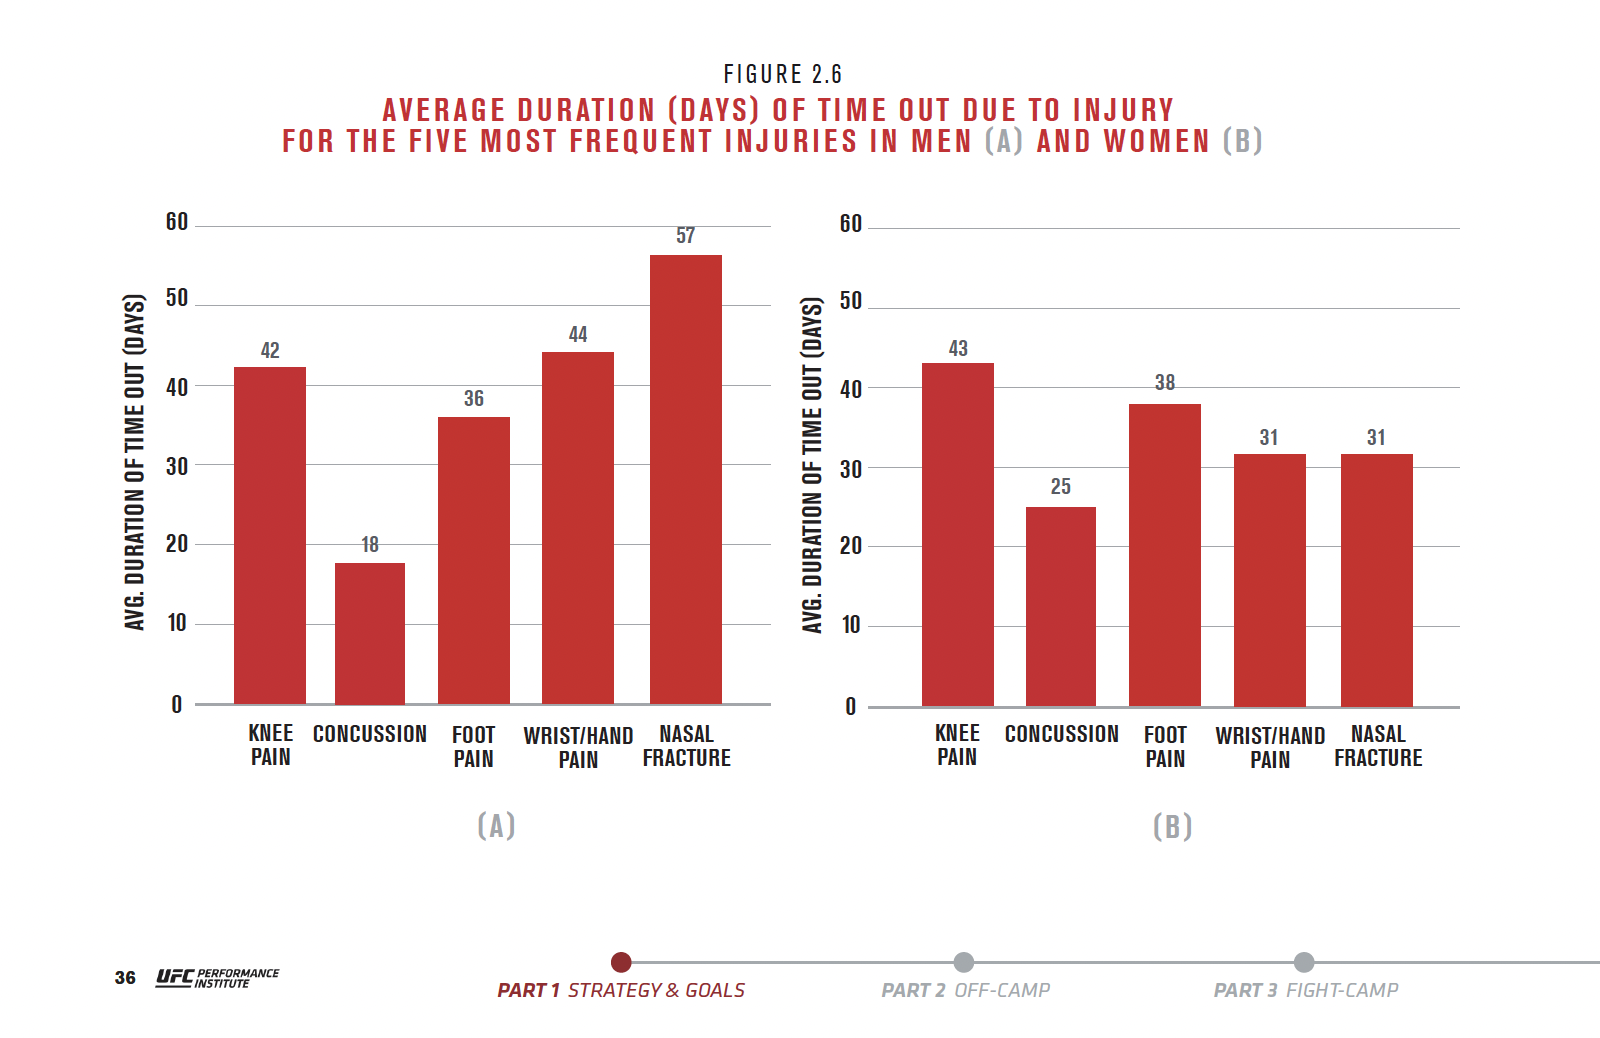 FIGURE 2.6
AVERAGE DURATION (DAYS) OF TIME OUT DUE TO INJURY
FOR THE FIVE MOST FREQUENT INJURIES IN MEN (A) AND WOMEN (B)
AVG. DURATION OF TIME OUT (DAYS)
60
50
40
30
20
10
0
42
18
36
44
57
KNEE
PAIN
CONCUSSION
FOOT
PAIN
WRIST/HAND
PAIN
NASAL
FRACTURE
(A)
AVG. DURATION OF TIME OUT (DAYS)
60
50
40
30
20
10
0
43
25
38
31
31
KNEE
PAIN
CONCUSSION
FOOT
PAIN
WRIST/HAND
PAIN
NASAL
FRACTURE
(B)
36
UFC PERFORMANCE
INSTITUTE
PART 1 STRATEGY & GOALS
PART 2 OFF-CAMP
PART 3 FIGHT-CAMP